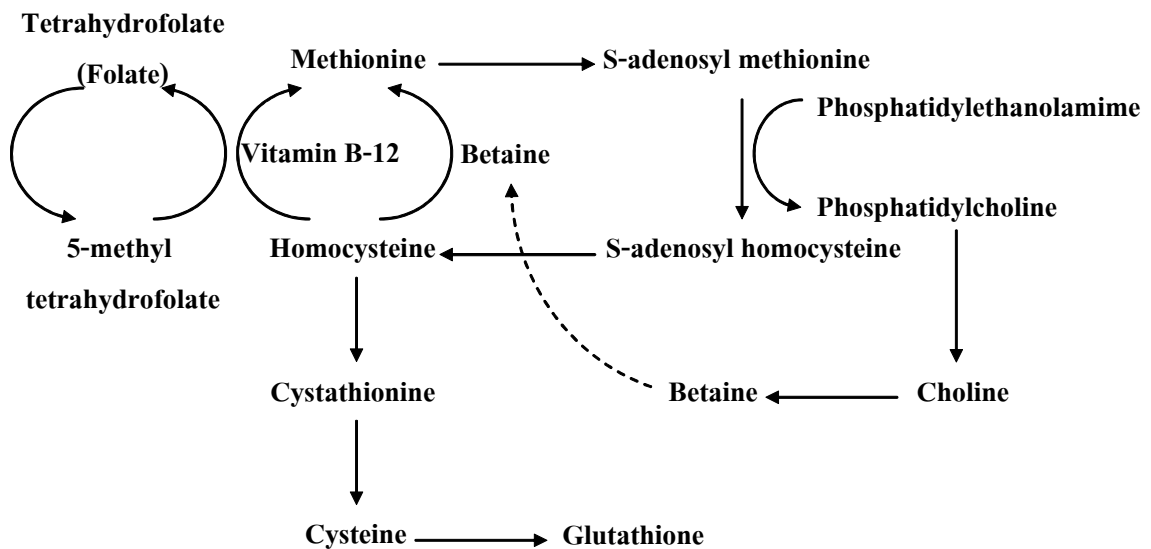 Tetrahydrofolate
(Folate)
Methionine
S-adenosyl methionine
Phosphatidylethanolamime
Vitamin B-12
Betaine
Phosphatidylcholine
5-methyl
tetrahydrofolate
Homocysteine
S-adenosyl homocysteine
Cystathionine
Betaine
Choline
Cysteine
Glutathione